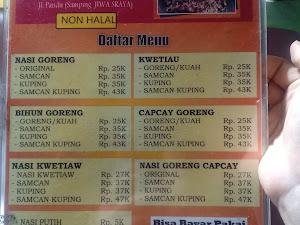 Jl. Pandu (Samping JIWA SRAYA)
NON HALAL
Daftar Menu
NASI GORENG
- ORIGINAL Rp. 25K
- SAMCAN Rp. 35K
- KUPING Rp. 35K
- SAMCAN KUPING Rp. 43K
KWETIAU
- GORENG/KUAH Rp. 25K
- SAMCAN Rp. 35K
- KUPING Rp. 35K
- SAMCAN KUPING Rp. 43K
BIHUN GORENG
- GORENG/KUAH Rp. 25K
- SAMCAN Rp. 35K
- KUPING Rp. 35K
- SAMCAN KUPING Rp. 43K
CAPCAY GORENG
- GORENG/KUAH Rp. 25K
- SAMCAN Rp. 35K
- KUPING Rp. 35K
- SAMCAN KUPING Rp. 43K
NASI KWETIAW
- NASI KWETIAW Rp. 27K
- SAMCAN Rp. 37K
- KUPING Rp. 37K
- SAMCAN KUPING Rp. 47K
NASI GORENG CAPCAY
- ORIGINAL Rp. 27K
- SAMCAN Rp. 37K
- KUPING Rp. 37K
- SAMCAN KUPING Rp. 47K
- NASI PUTIH Rp. 5K
Bisa Bayar Pakai